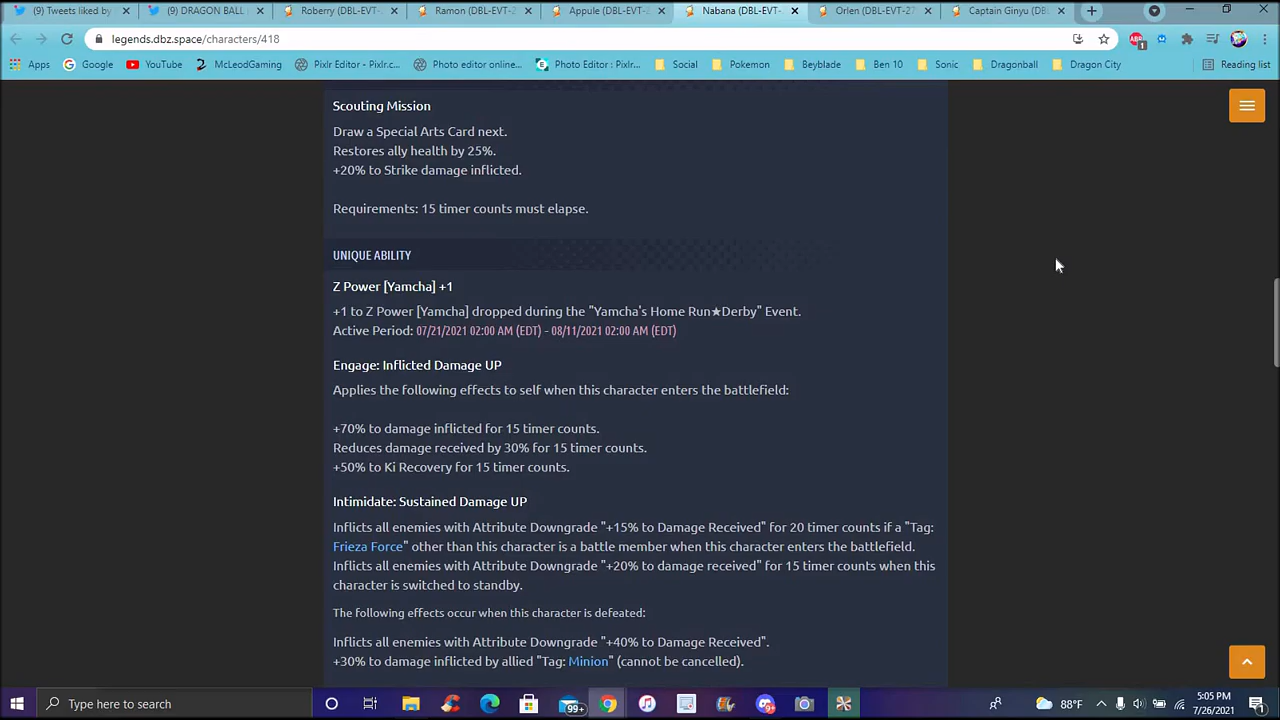 (9) Tweets liked by
(9) DRAGON BALL
Roberry (DBL-EVT-
Ramon (DBL-EVT-2
Appule (DBL-EVT-
Nabana (DBL-EVT-
Orlen (DBL-EVT-27
Captain Ginyu (DBL
legends.dbz.space/characters/418
ABP
1
Apps
Google
YouTube
McLeodGaming
Pixlr Editor - Pixlr.c...
Photo editor online...
Photo Editor : Pixlr...
Social
Pokemon
Beyblade
Ben 10
Sonic
Dragonball
Dragon City
Reading list
Scouting Mission
Draw a Special Arts Card next.
Restores ally health by 25%.
+20% to Strike damage inflicted.
Requirements: 15 timer counts must elapse.
UNIQUE ABILITY
Z Power [Yamcha] +1
+1 to Z Power [Yamcha] dropped during the "Yamcha's Home Run★Derby" Event.
Active Period: 07/21/2021 02:00 AM (EDT) - 08/11/2021 02:00 AM (EDT)
Engage: Inflicted Damage UP
Applies the following effects to self when this character enters the battlefield:
+70% to damage inflicted for 15 timer counts.
Reduces damage received by 30% for 15 timer counts.
+50% to Ki Recovery for 15 timer counts.
Intimidate: Sustained Damage UP
Inflicts all enemies with Attribute Downgrade "+15% to Damage Received" for 20 timer counts if a "Tag:
Frieza Force" other than this character is a battle member when this character enters the battlefield.
Inflicts all enemies with Attribute Downgrade "+20% to damage received" for 15 timer counts when this
character is switched to standby.
The following effects occur when this character is defeated:
Inflicts all enemies with Attribute Downgrade "+40% to Damage Received".
+30% to damage inflicted by allied "Tag: Minion" (cannot be cancelled).
Type here to search
99+
88°F
5:05 PM
7/26/2021
1